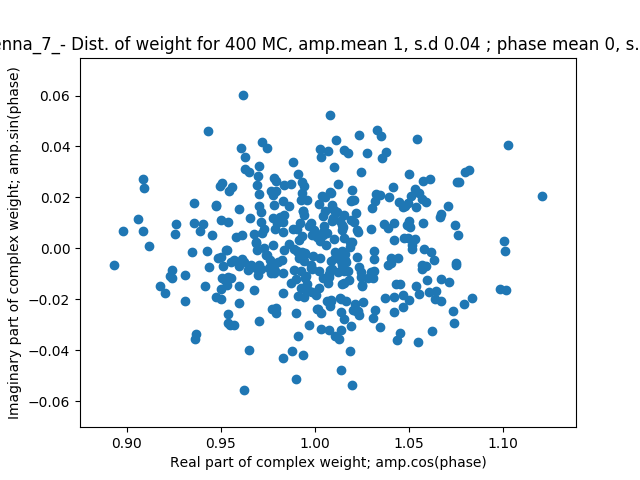 enna_7_- Dist. of weight for 400 MC, amp.mean 1, s.d 0.04 ; phase mean 0, s.
Imaginary part of complex weight; amp.sin(phase)
0.06
0.04
0.02
0.00
−0.02
−0.04
−0.06
0.90 0.95 1.00 1.05 1.10
Real part of complex weight; amp.cos(phase)